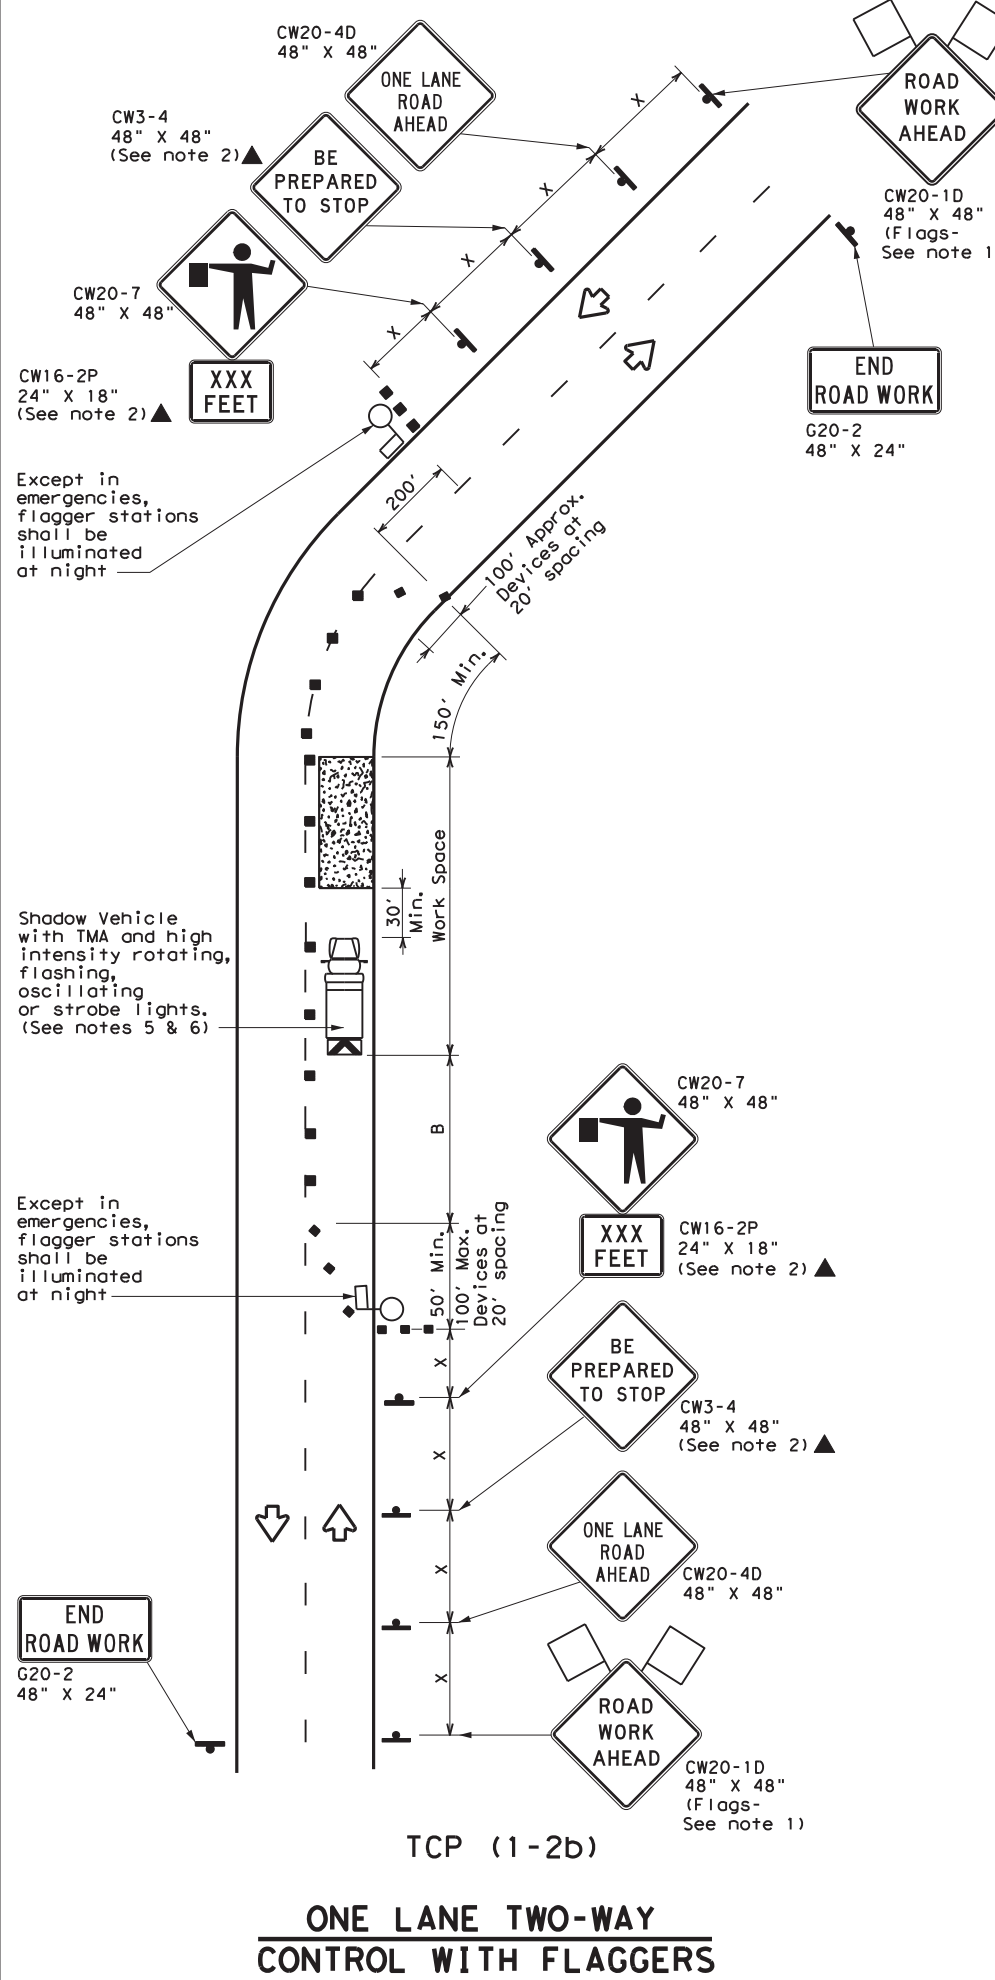 CW20-4D
48" X 48"
ONE LANE
ROAD
AHEAD
ROAD
WORK
AHEAD
CW20-1D
48" X 48"
(Flags-
See note 1
CW3-4
48" X 48"
(See note 2)
BE
PREPARED
TO STOP
X
X
X
X
CW20-7
48" X 48"
CW16-2P
24" X 18"
(See note 2)
XXX
FEET
END
ROAD WORK
G20-2
48" X 24"
Except in
emergencies,
flagger stations
shall be
illuminated
at night
200'
100' Approx.
Devices at
20' spacing
150' Min.
Work Space
30'
Min.
Shadow Vehicle
with TMA and high
intensity rotating,
flashing,
oscillating
or strobe lights.
(See notes 5 & 6)
B
CW20-7
48" X 48"
XXX
FEET
CW16-2P
24" X 18"
(See note 2)
Except in
emergencies,
flagger stations
shall be
illuminated
at night
50' Min.
100' Max.
Devices at
20' spacing
X
X
X
X
BE
PREPARED
TO STOP
CW3-4
48" X 48"
(See note 2)
ONE LANE
ROAD
AHEAD
CW20-4D
48" X 48"
END
ROAD WORK
G20-2
48" X 24"
ROAD
WORK
AHEAD
CW20-1D
48" X 48"
(Flags-
See note 1)
TCP (1-2b)
ONE LANE TWO-WAY
CONTROL WITH FLAGGERS